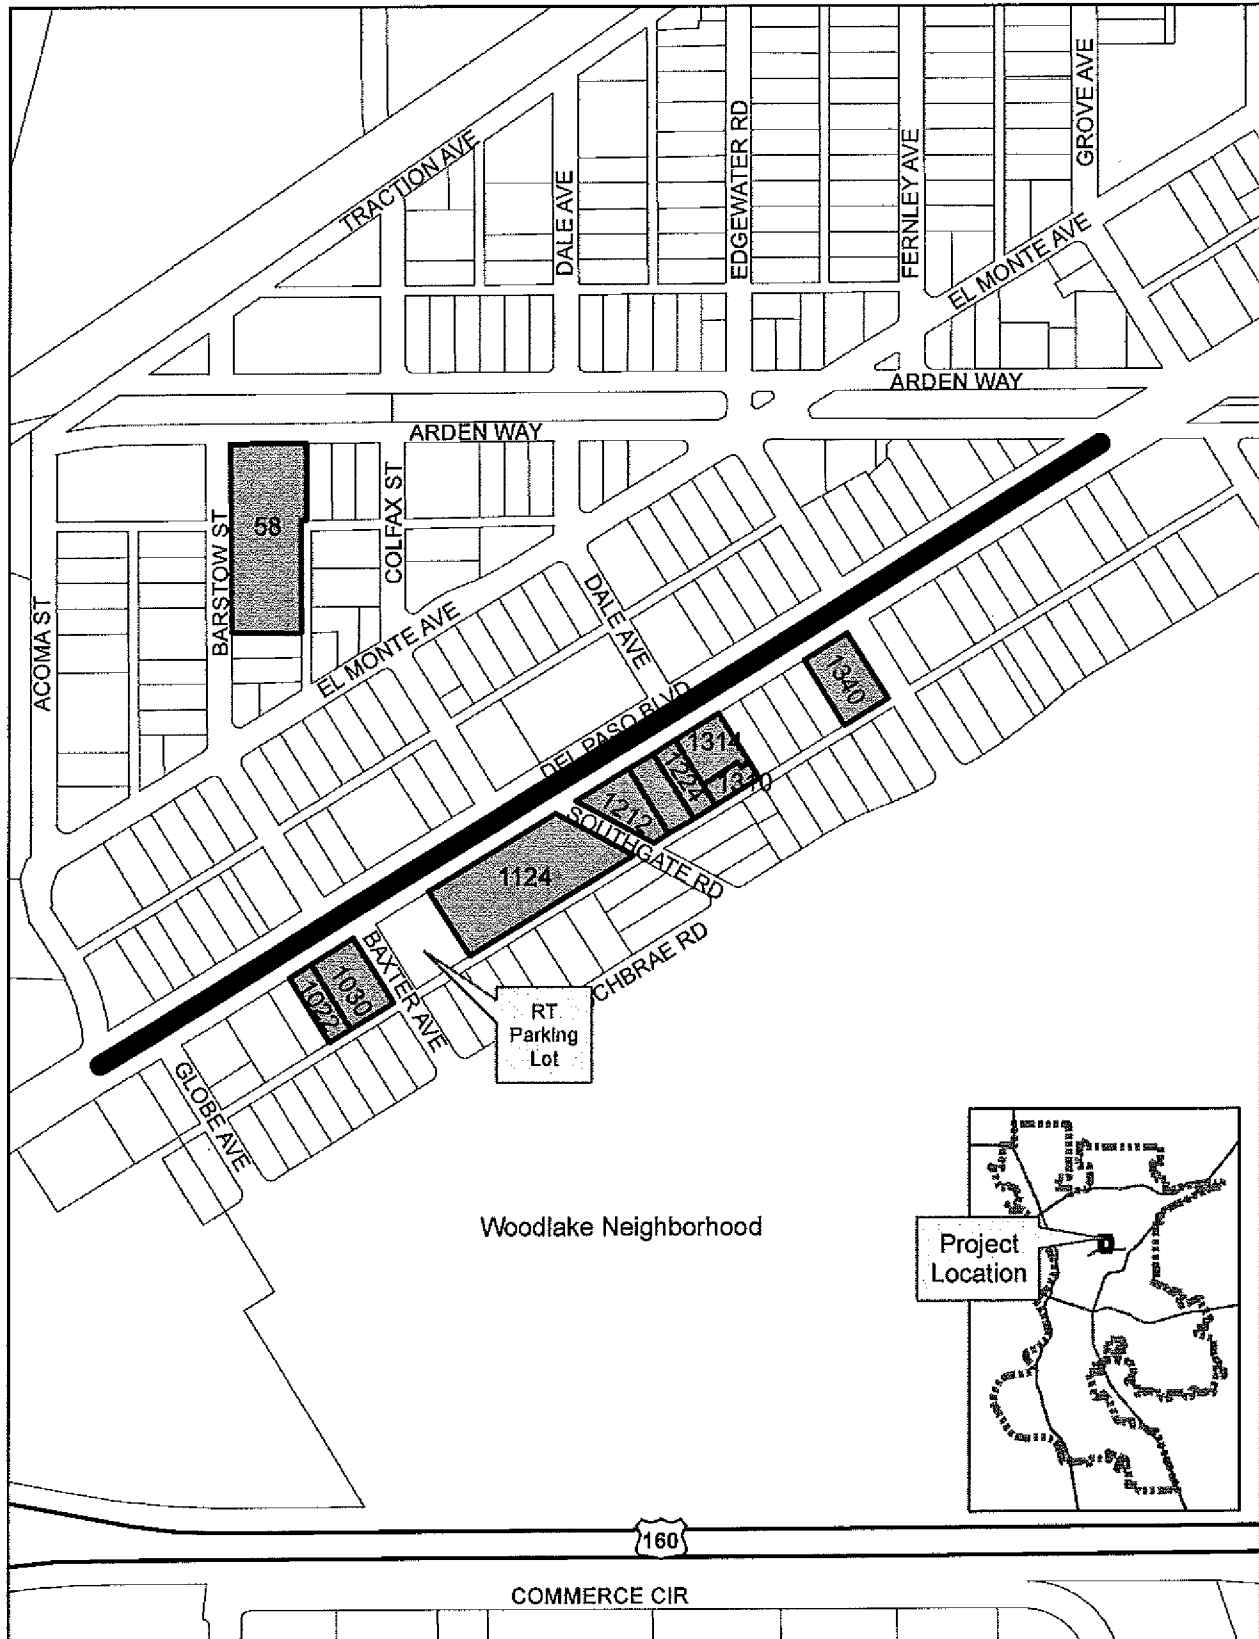 GROVE AVE
EDGEWATER RD
FERNLEY AVE
TRACTION AVE
DALE AVE
EL MONTE AVE
ARDEN WAY
ARDEN WAY
COLFAX ST
58
BARSTOW ST
ACOMA ST
DALE AVE
EL MONTE AVE
1340
DEL PASO BLVD
1314
1224
1310
1212
SOUTHGATE RD
1124
CHBRAE RD
BAXTER AVE
1030
1022
RT
Parking
Lot
GLOBE AVE
Woodlake Neighborhood
Project
Location
160
COMMERCE CIR